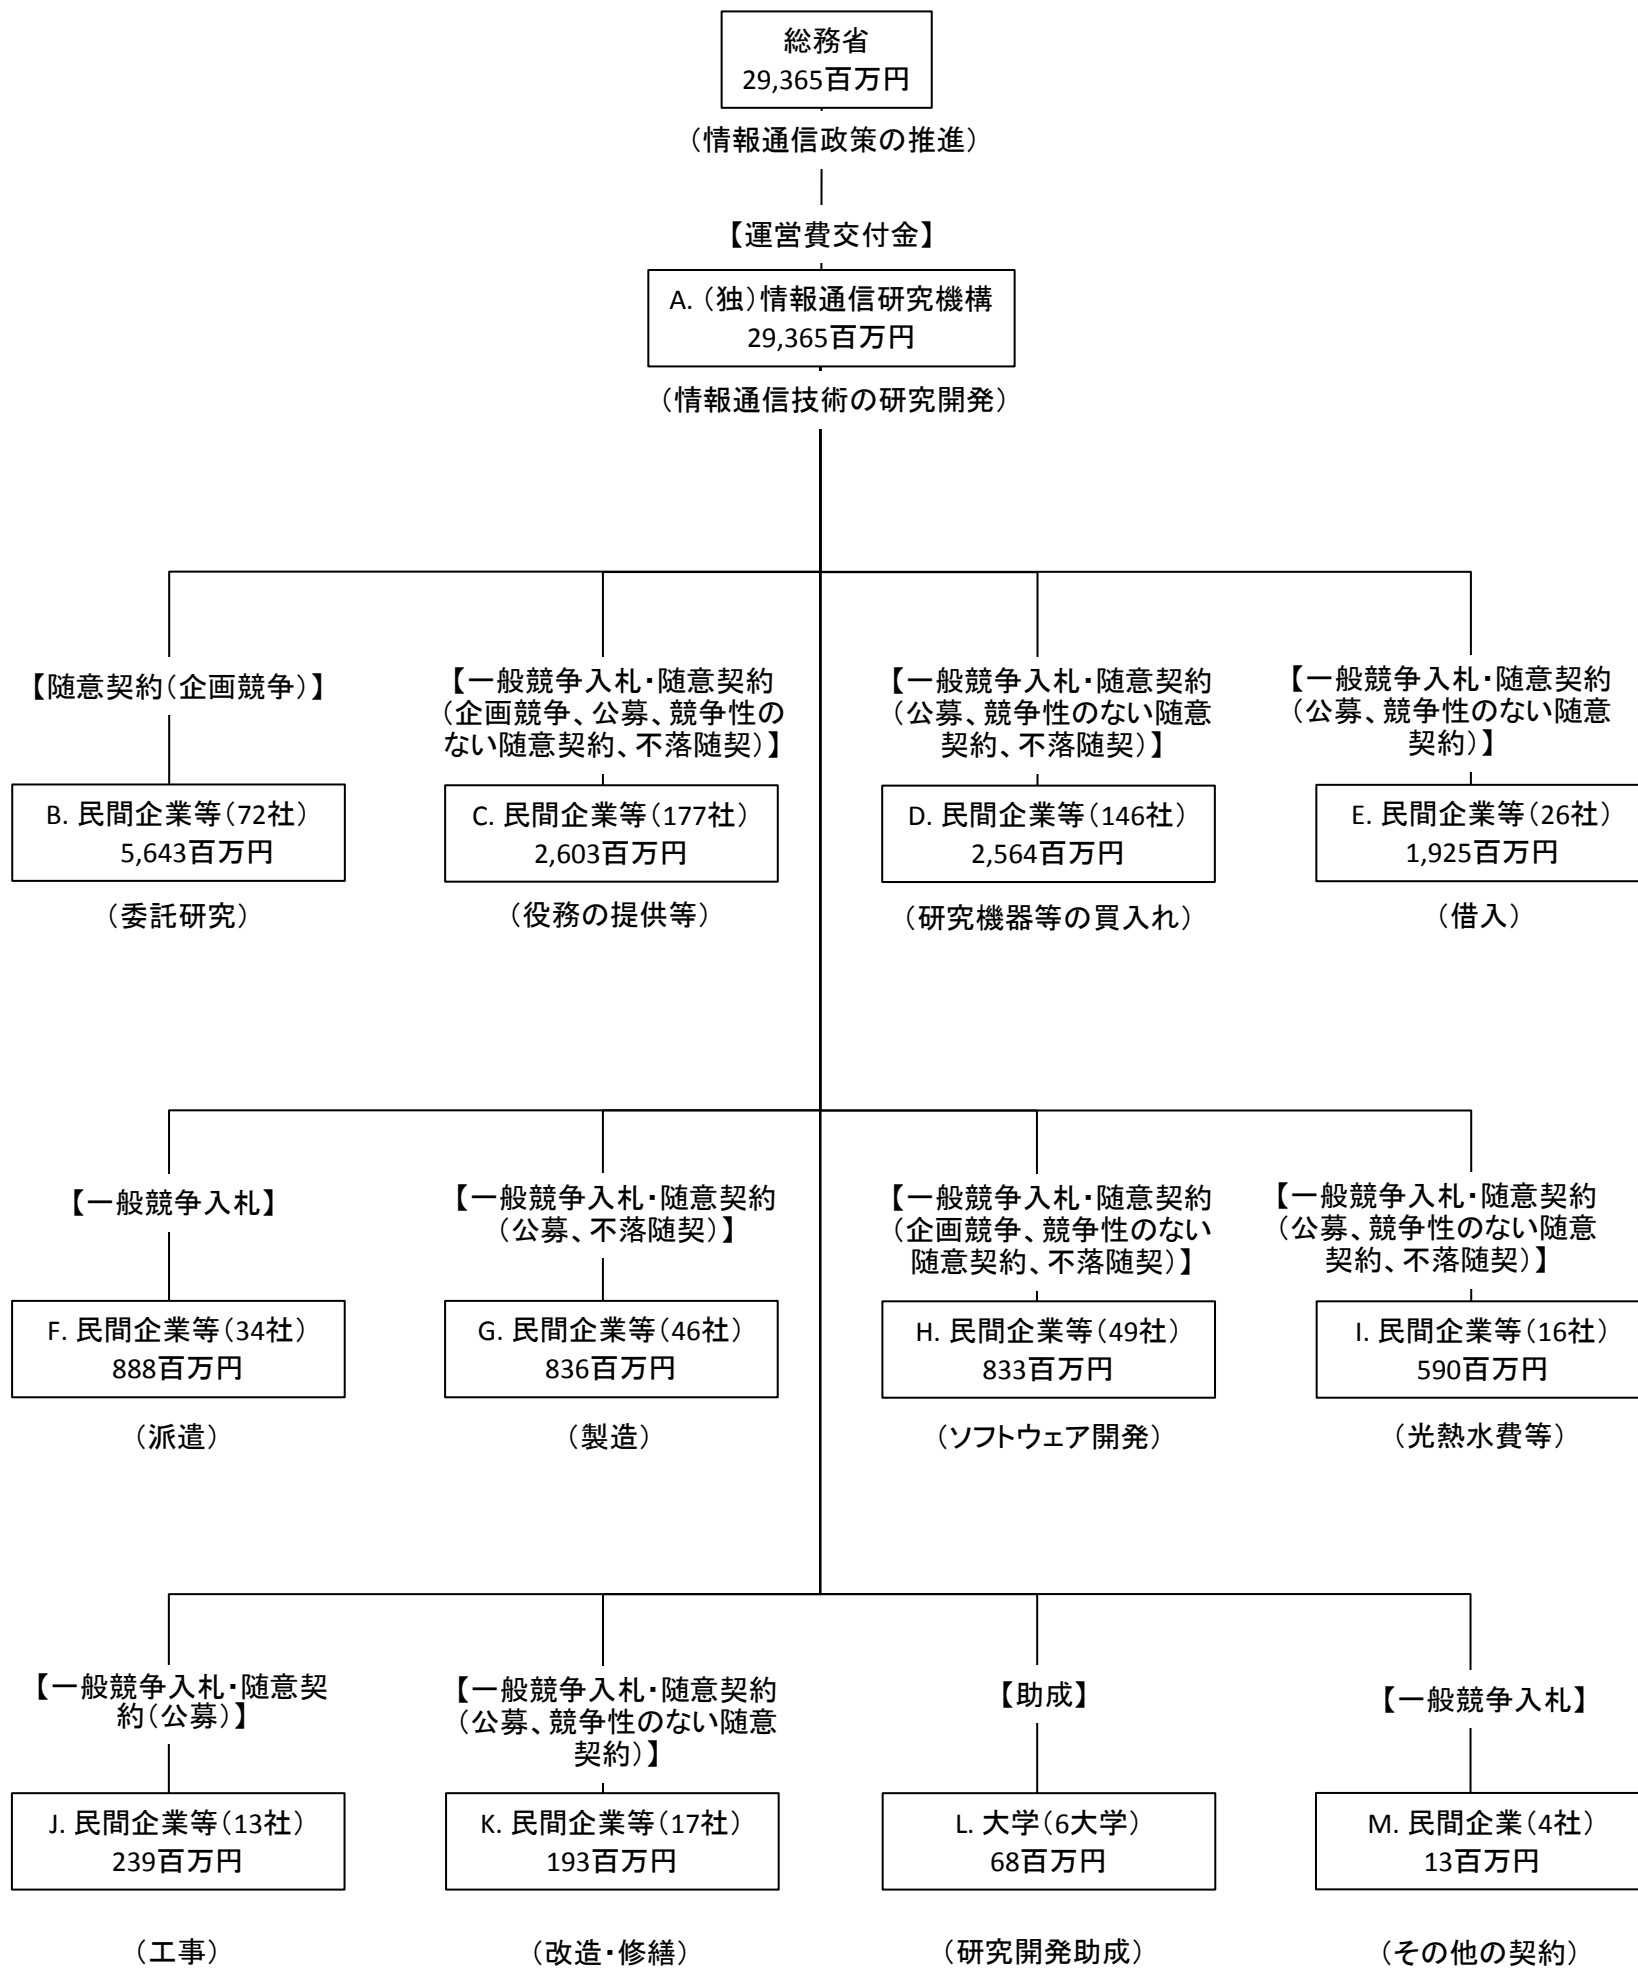 総務省
29,365百万円
(情報通信政策の推進)
【運営費交付金】
A.(独)情報通信研究機構
29,365百万円
(情報通信技術の研究開発)
【随意契約(企画競争)】
B. 民間企業等(72社)
5,643百万円
(委託研究)
【一般競争入札・随意契約
(企画競争、公募、競争性の
ない随意契約、不落随契)】
C. 民間企業等(177社)
2,603百万円
(役務の提供等)
【一般競争入札・随意契約
(公募、競争性のない随意
契約、不落随契)】
D. 民間企業等(146社)
2,564百万円
(研究機器等の買入れ)
【一般競争入札・随意契約
(公募、競争性のない随意
契約)】
E. 民間企業等(26社)
1,925百万円
(借入)
【一般競争入札】
F. 民間企業等(34社)
888百万円
(派遣)
【一般競争入札・随意契約
(公募、不落随契)】
G. 民間企業等(46社)
836百万円
(製造)
【一般競争入札・随意契約
(企画競争、競争性のない
随意契約、不落随契)】
H. 民間企業等(49社)
833百万円
(ソフトウェア開発)
【一般競争入札・随意契約
(公募、競争性のない随意
契約、不落随契)】
I. 民間企業等(16社)
590百万円
(光熱水費等)
【一般競争入札・随意契
約(公募)】
J. 民間企業等(13社)
239百万円
(工事)
【一般競争入札・随意契約
(公募、競争性のない随意
契約)】
K. 民間企業等(17社)
193百万円
(改造・修繕)
【助成】
L. 大学(6大学)
68百万円
(研究開発助成)
【一般競争入札】
M. 民間企業(4社)
13百万円
(その他の契約)